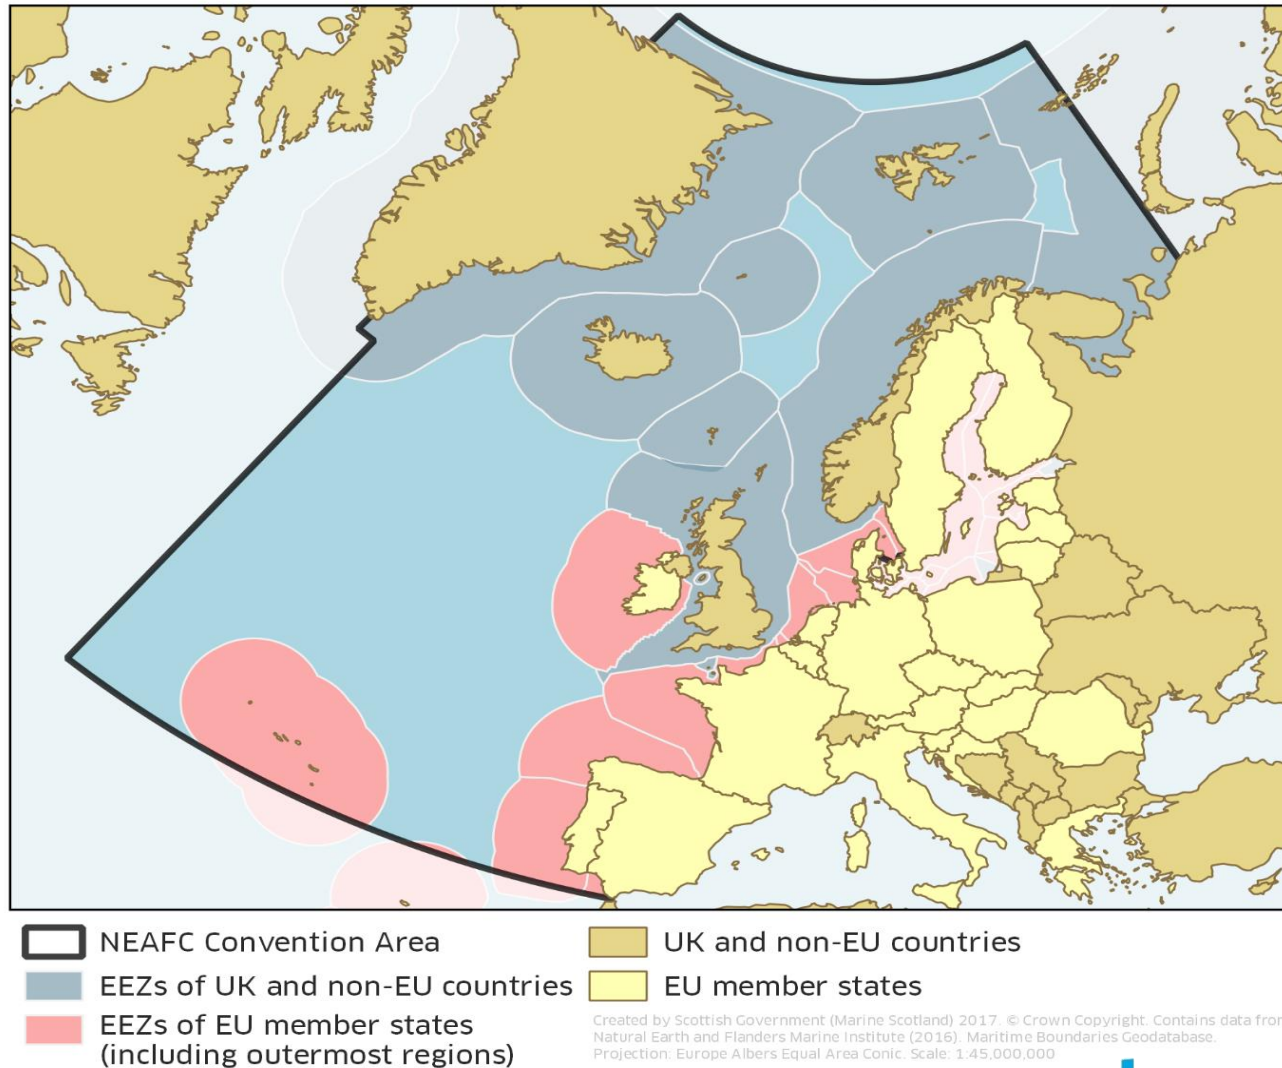 NEAFC Convention Area
EEZs of UK and non-EU countries
EEZs of EU member states
(including outermost regions)
UK and non-EU countries
EU member states
Created by Scottish Government (Marine Scotland) 2017. © Crown Copyright. Contains data from
Natural Earth and Flanders Marine Institute (2016). Maritime Boundaries Geodatabase.
Projection: Europe Albers Equal Area Conic. Scale: 1:45,000,000